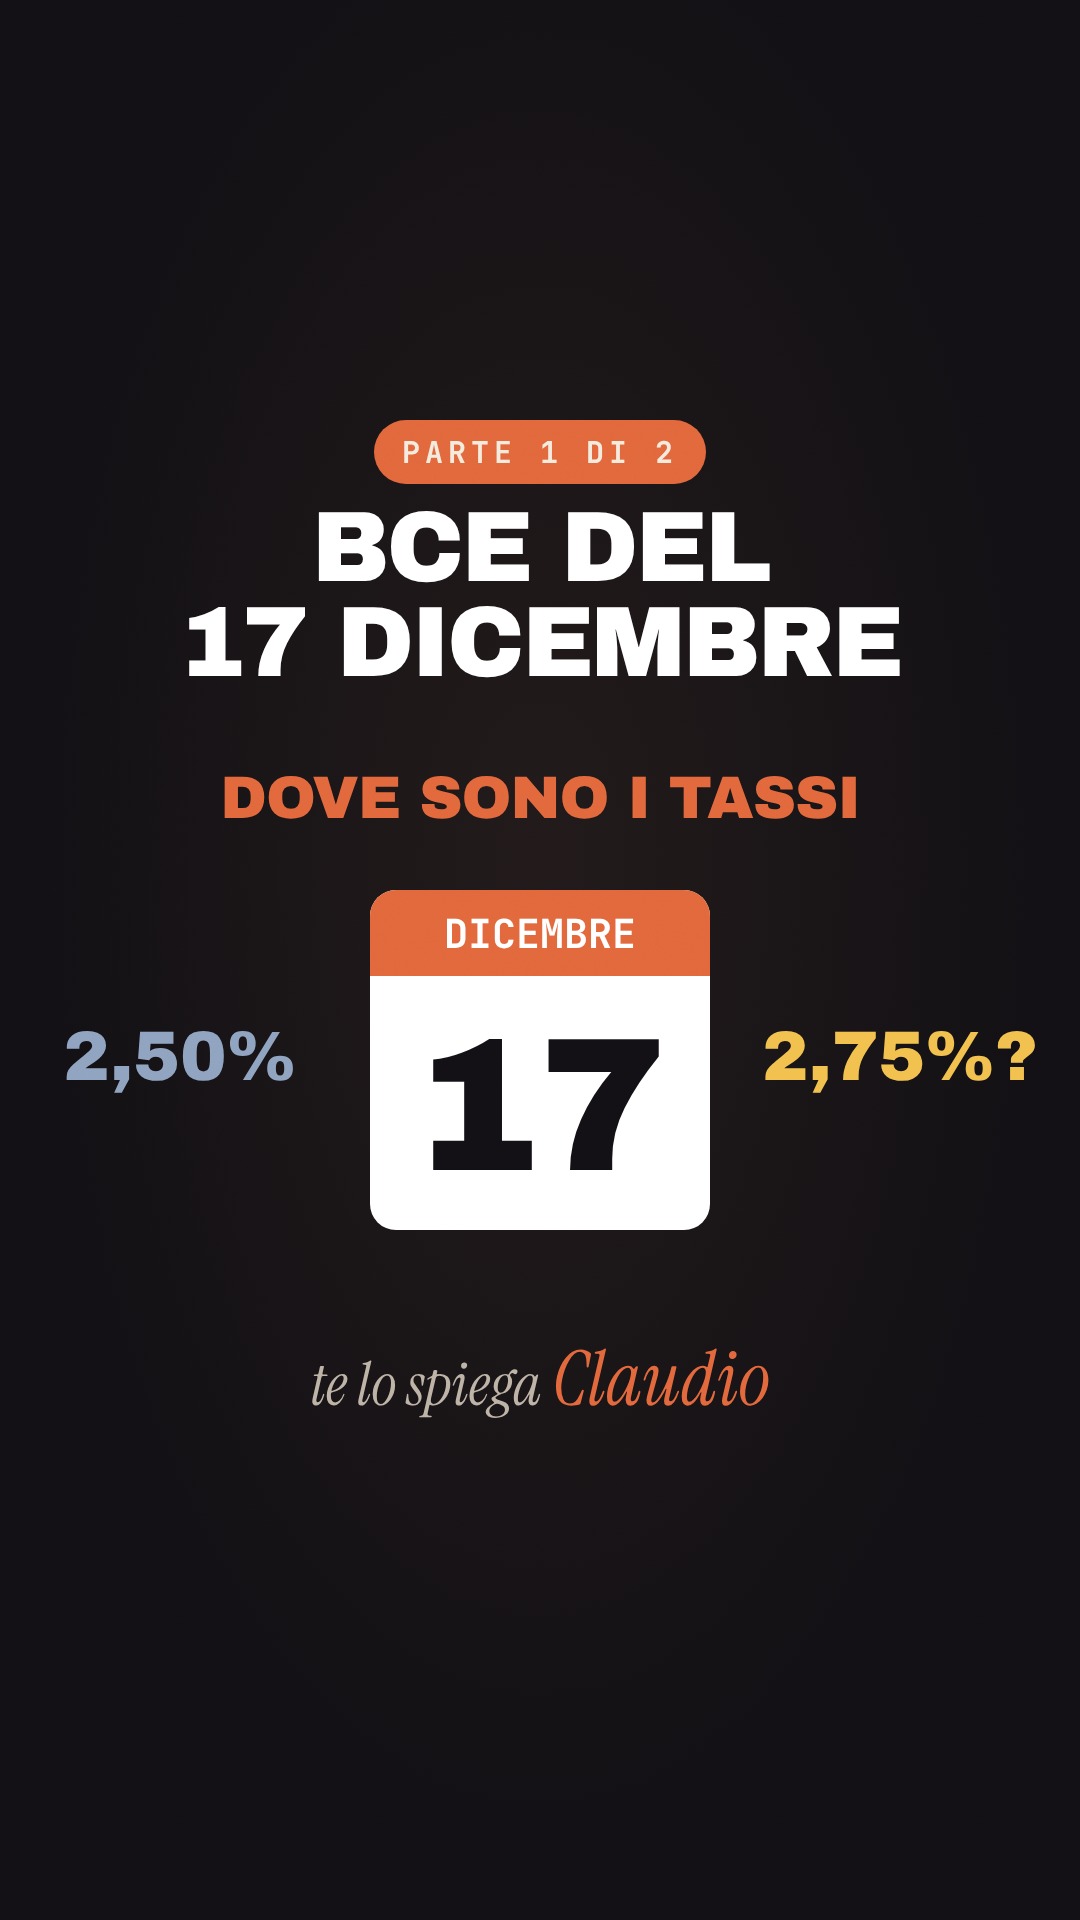 PARTE 1 DI 2
BCE DEL
17 DICEMBRE
DOVE SONO I TASSI
DICEMBRE
2,50%
17
2,75%?
te lo spiega Claudio